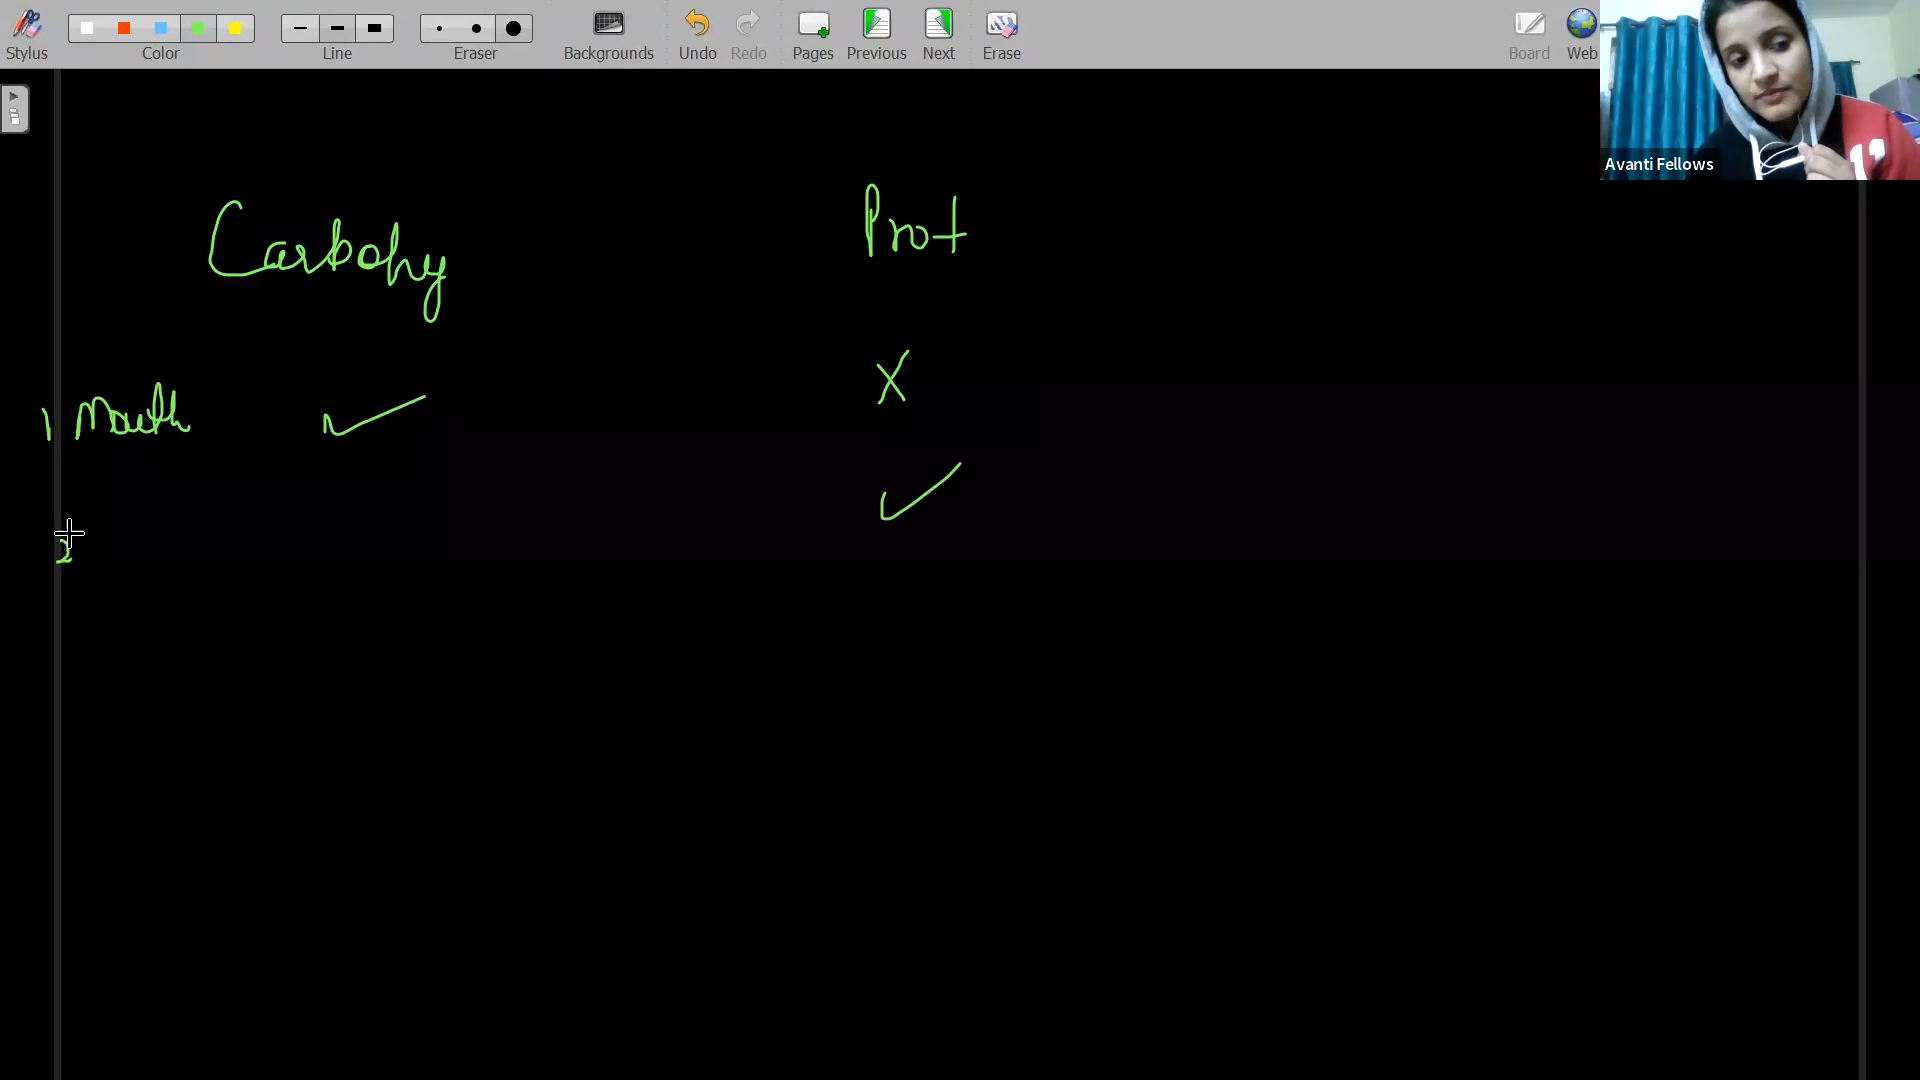 Stylus
Color
Line
Eraser
Backgrounds
Undo
Redo
Pages
Previous
Next
Erase
Board
Web
Avanti Fellows
Carbohy
Prot
1 Mouth
2